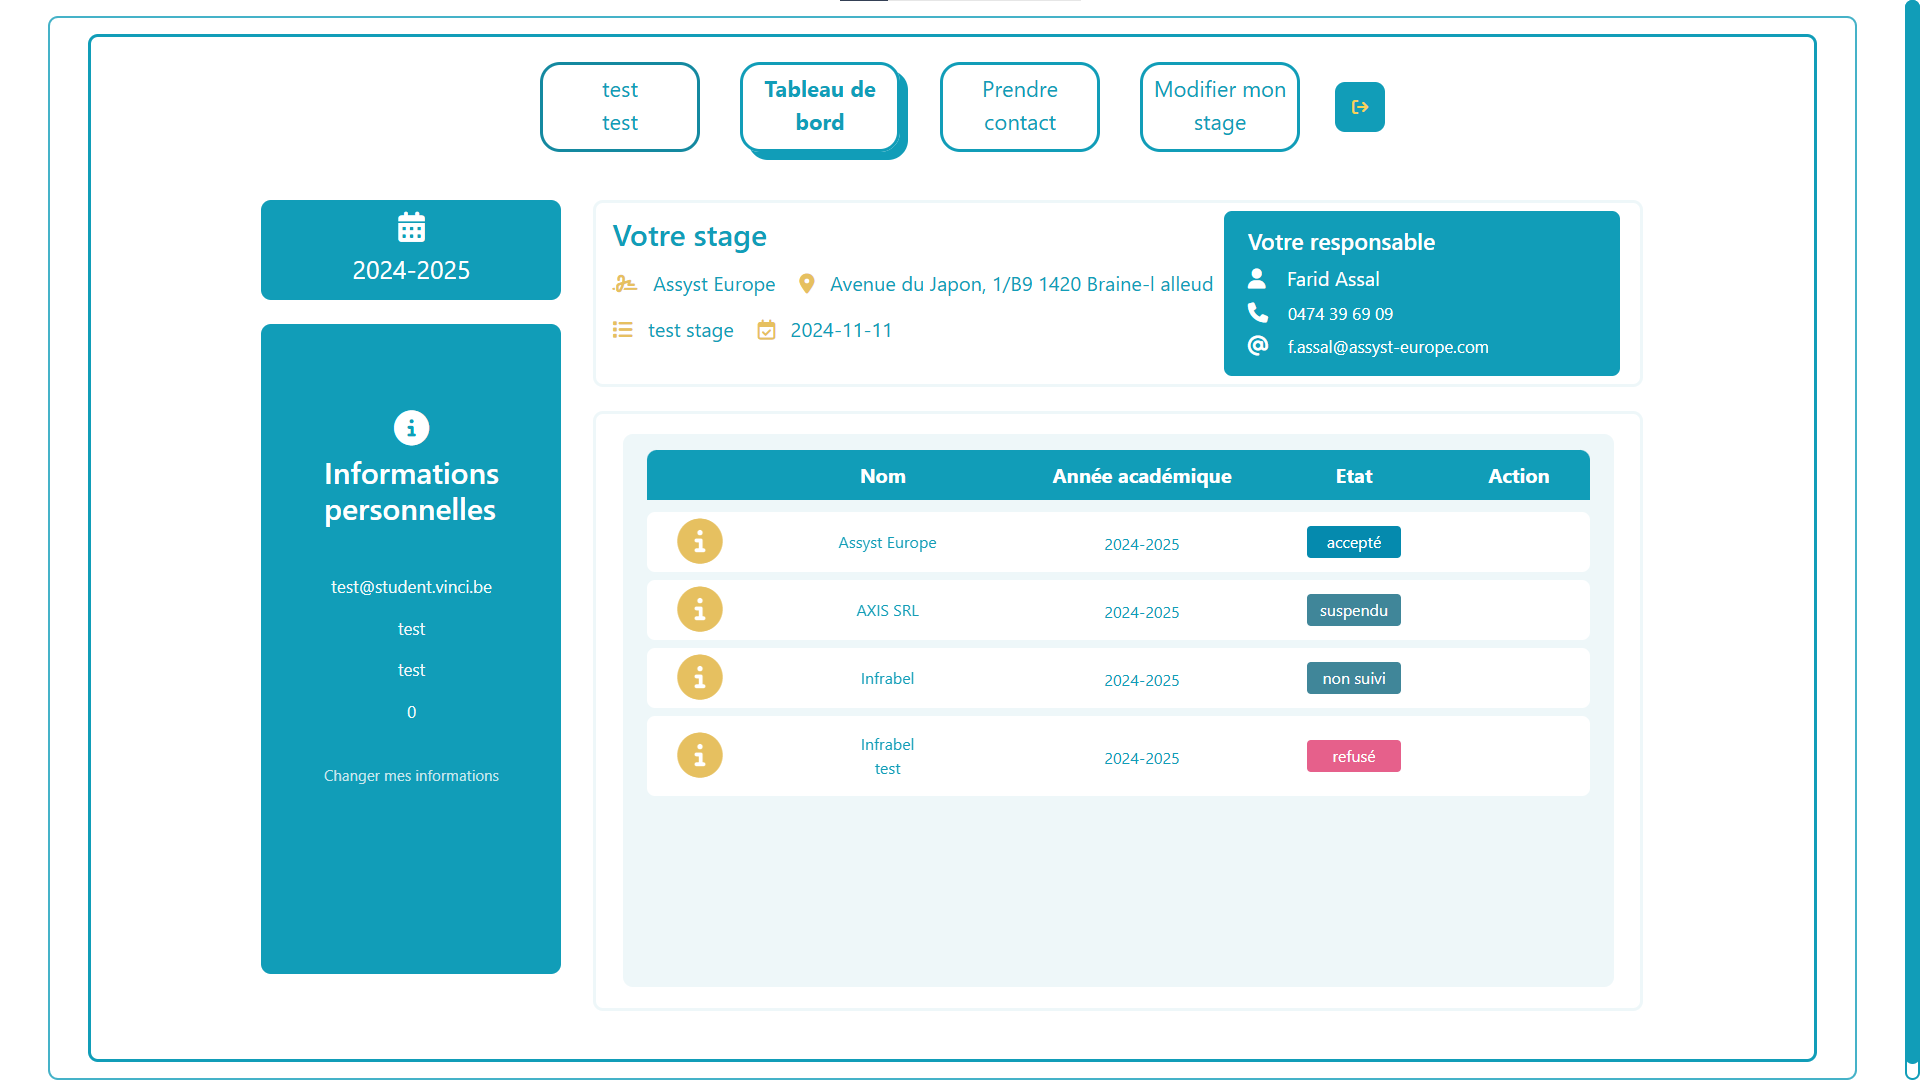 test
test
Tableau de
bord
Prendre
contact
Modifier mon
stage
2024-2025
Informations
personnelles
test@student.vinci.be
test
test
0
Changer mes informations
Votre stage
Assyst Europe
Avenue du Japon, 1/B9 1420 Braine-l alleud
test stage
2024-11-11
Votre responsable
Farid Assal
0474 39 69 09
f.assal@assyst-europe.com
Nom Année académique Etat Action
Assyst Europe 2024-2025 accepté
AXIS SRL 2024-2025 suspendu
Infrabel 2024-2025 non suivi
Infrabel
test
2024-2025 refusé